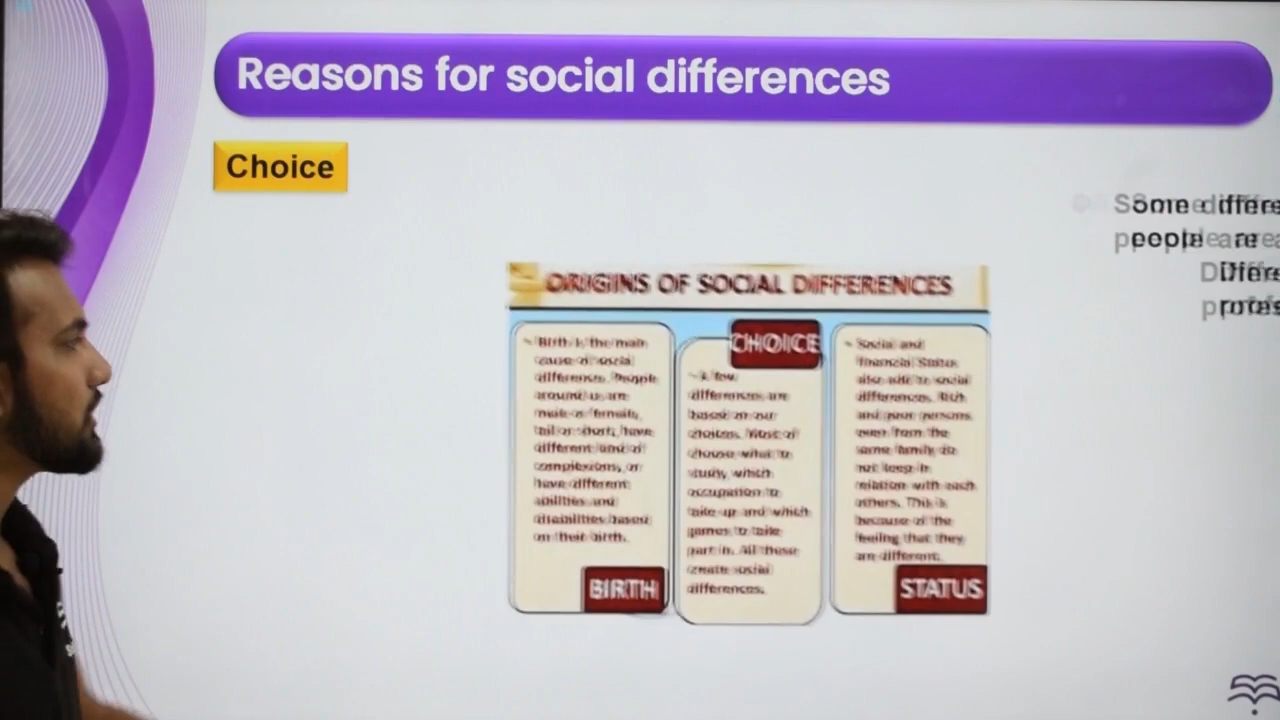 Reasons for social differences
Choice
Some differe
people are a
Differe
profes
ORIGINS OF SOCIAL DIFFERENCES
~ Birth is the main
cause of social
difference. People
around us are
male or female,
tall or short, have
different kind of
complexions, or
have different
abilities and
disabilities based
on their birth.
BIRTH
CHOICE
~ A few
differences are
based on our
choices. Most of
choose what to
study, which
occupation to
take up and which
games to take
part in. All these
create social
differences.
~ Social and
financial Status
also add to social
differences. Rich
and poor persons
even from the
same family do
not keep in
relation with each
others. This is
because of the
feeling that they
are different.
STATUS